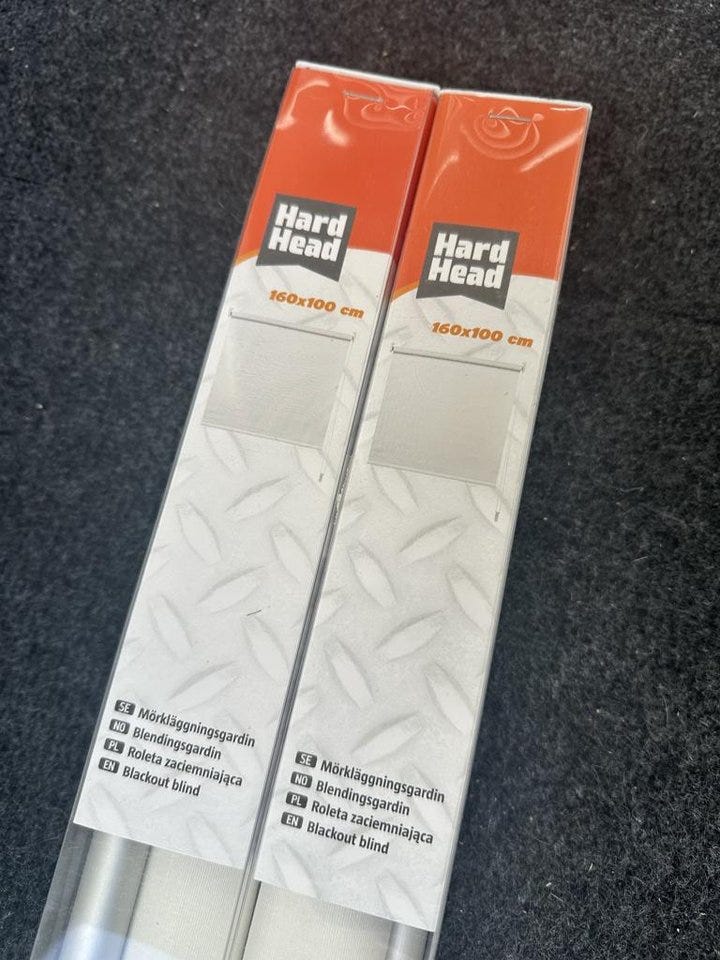 Hard
Head
160x100 cm
SE Mörkläggningsgardin
NO Blendingsgardin
PL Roleta zaciemniająca
EN Blackout blind
Hard
Head
160x100 cm
SE Mörkläggningsgardin
NO Blendingsgardin
PL Roleta zaciemniająca
EN Blackout blind